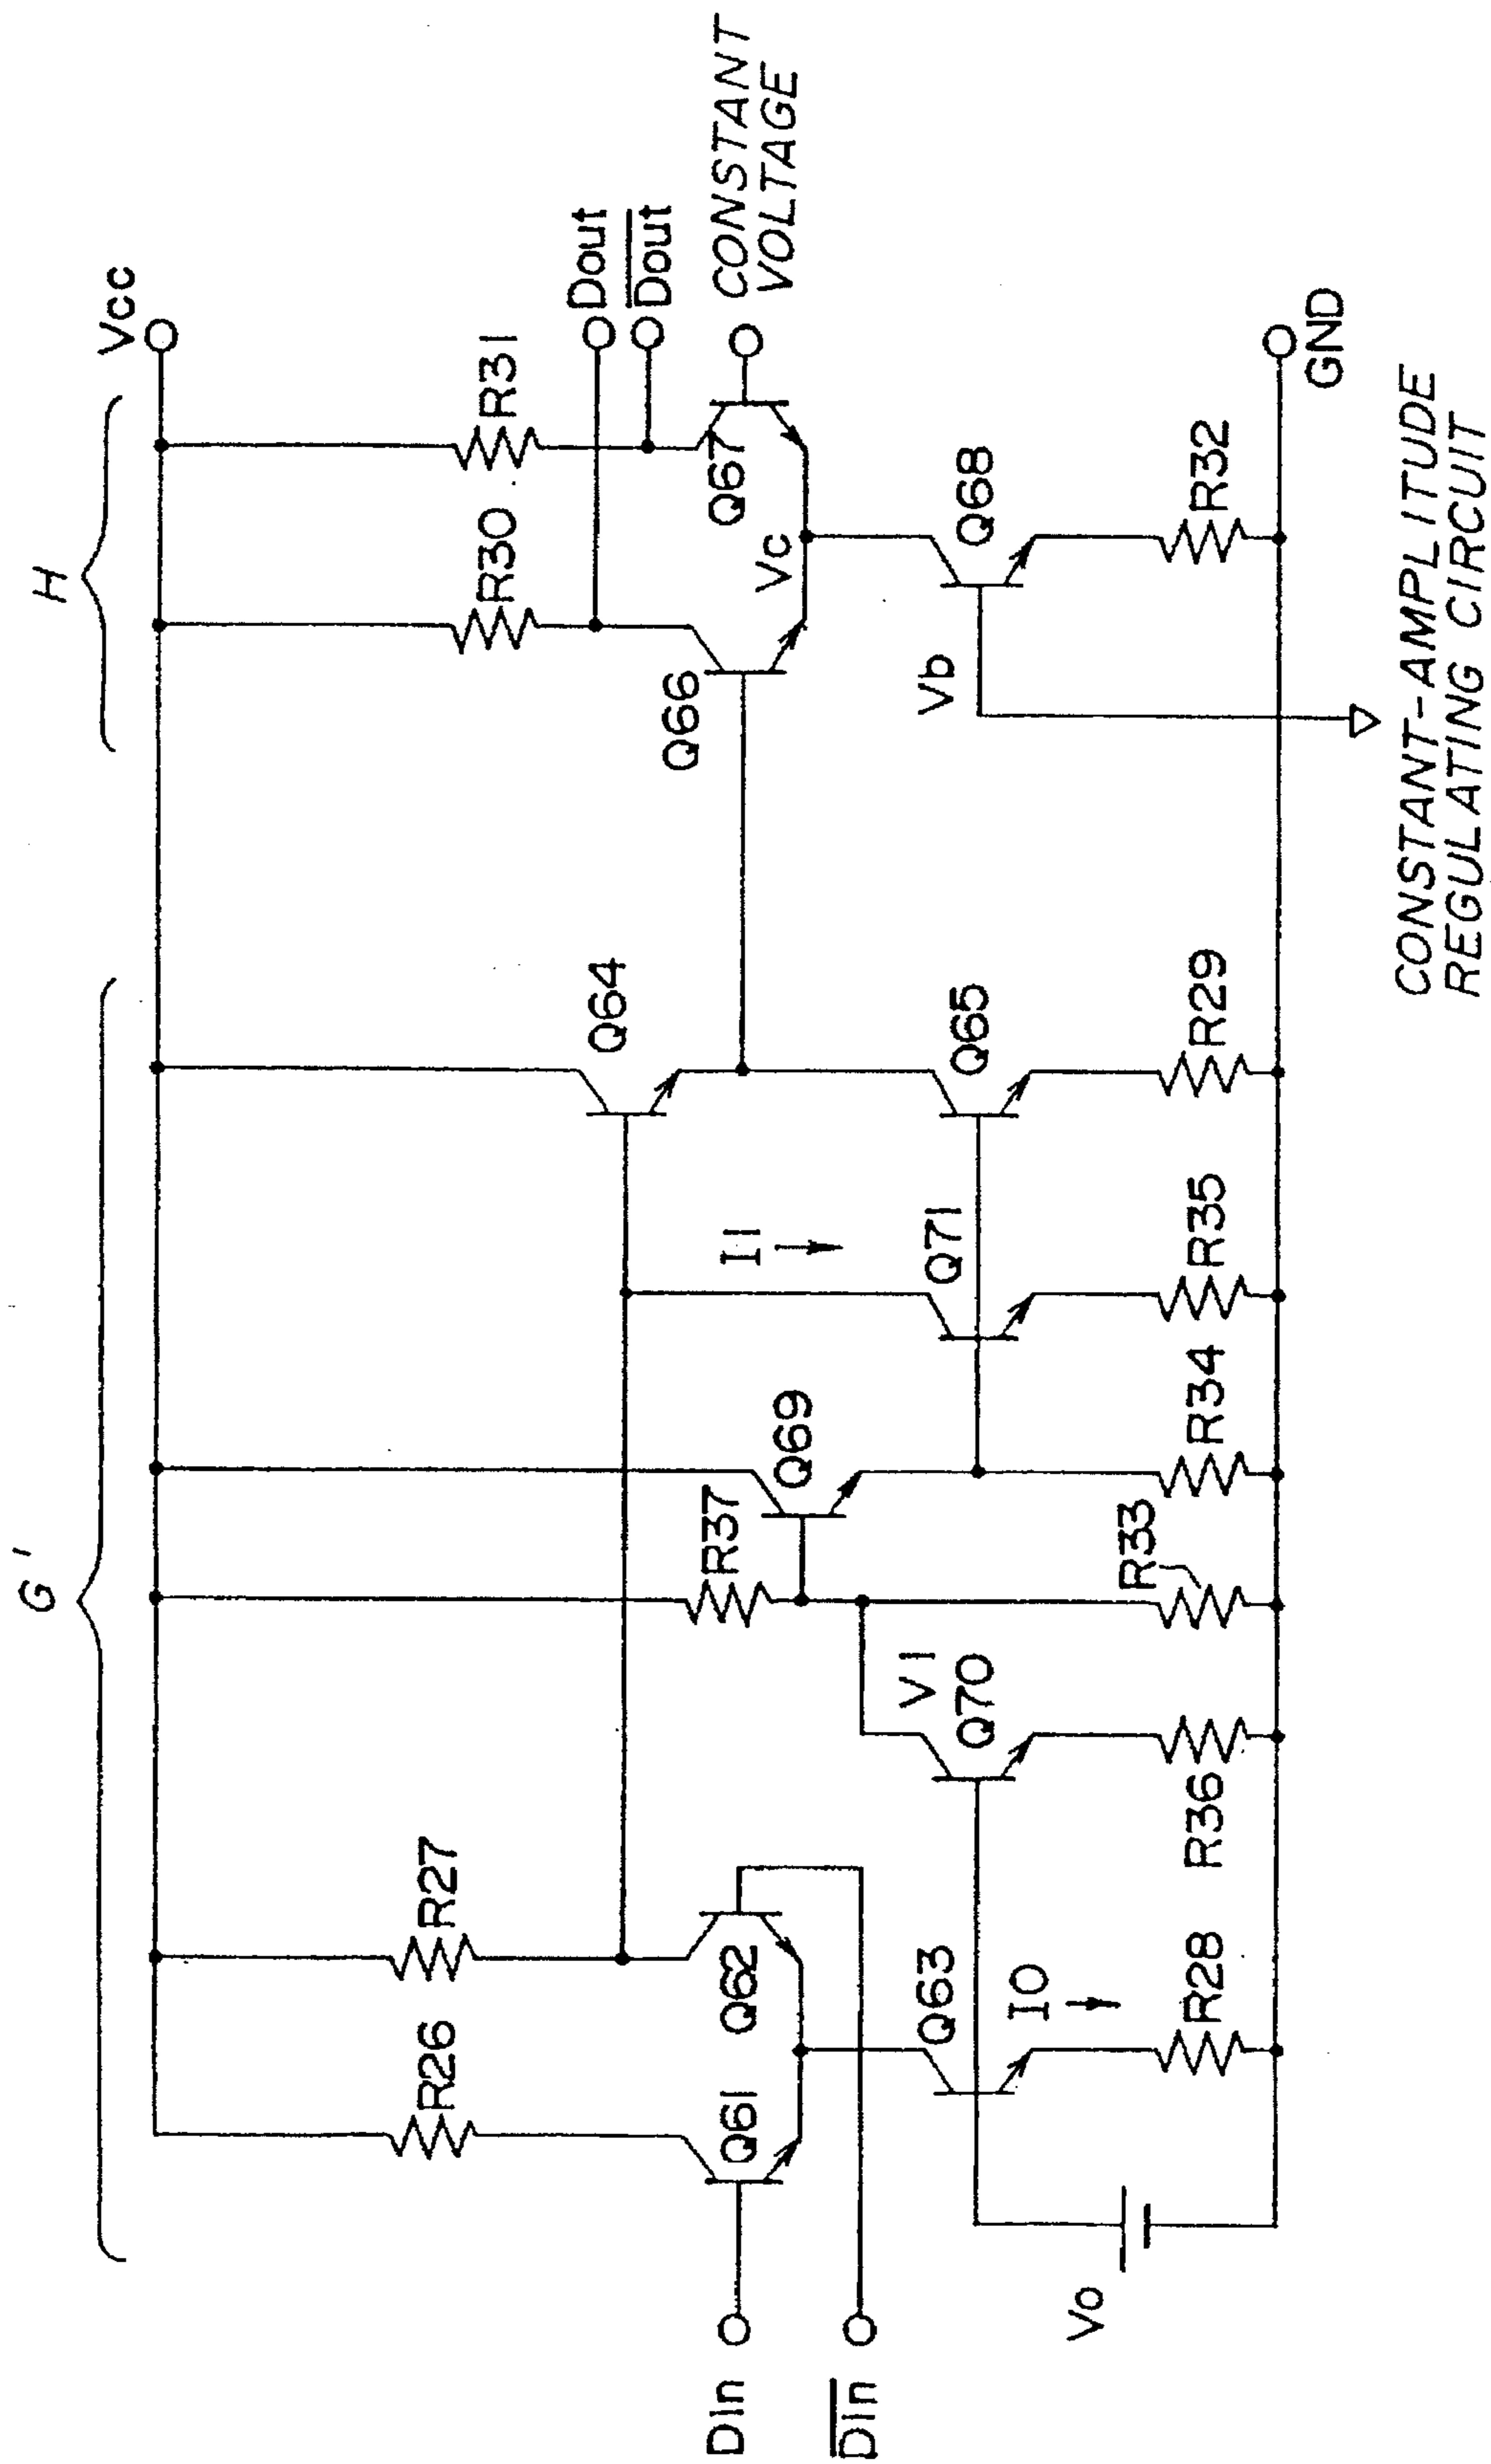 G'
H
Vcc
R26
R27
R37
R30
R31
Dout
Dout
CONSTANT
VOLTAGE
DIn
DIn
Q61
Q62
Q69
Q64
Q66
Q67
I1
Vc
Q63
V1
Q70
Q71
Q65
Vb
Q68
I0
Vo
R28
R36
R33
R34
R35
R29
R32
GND
CONSTANT-AMPLITUDE
REGULATING CIRCUIT